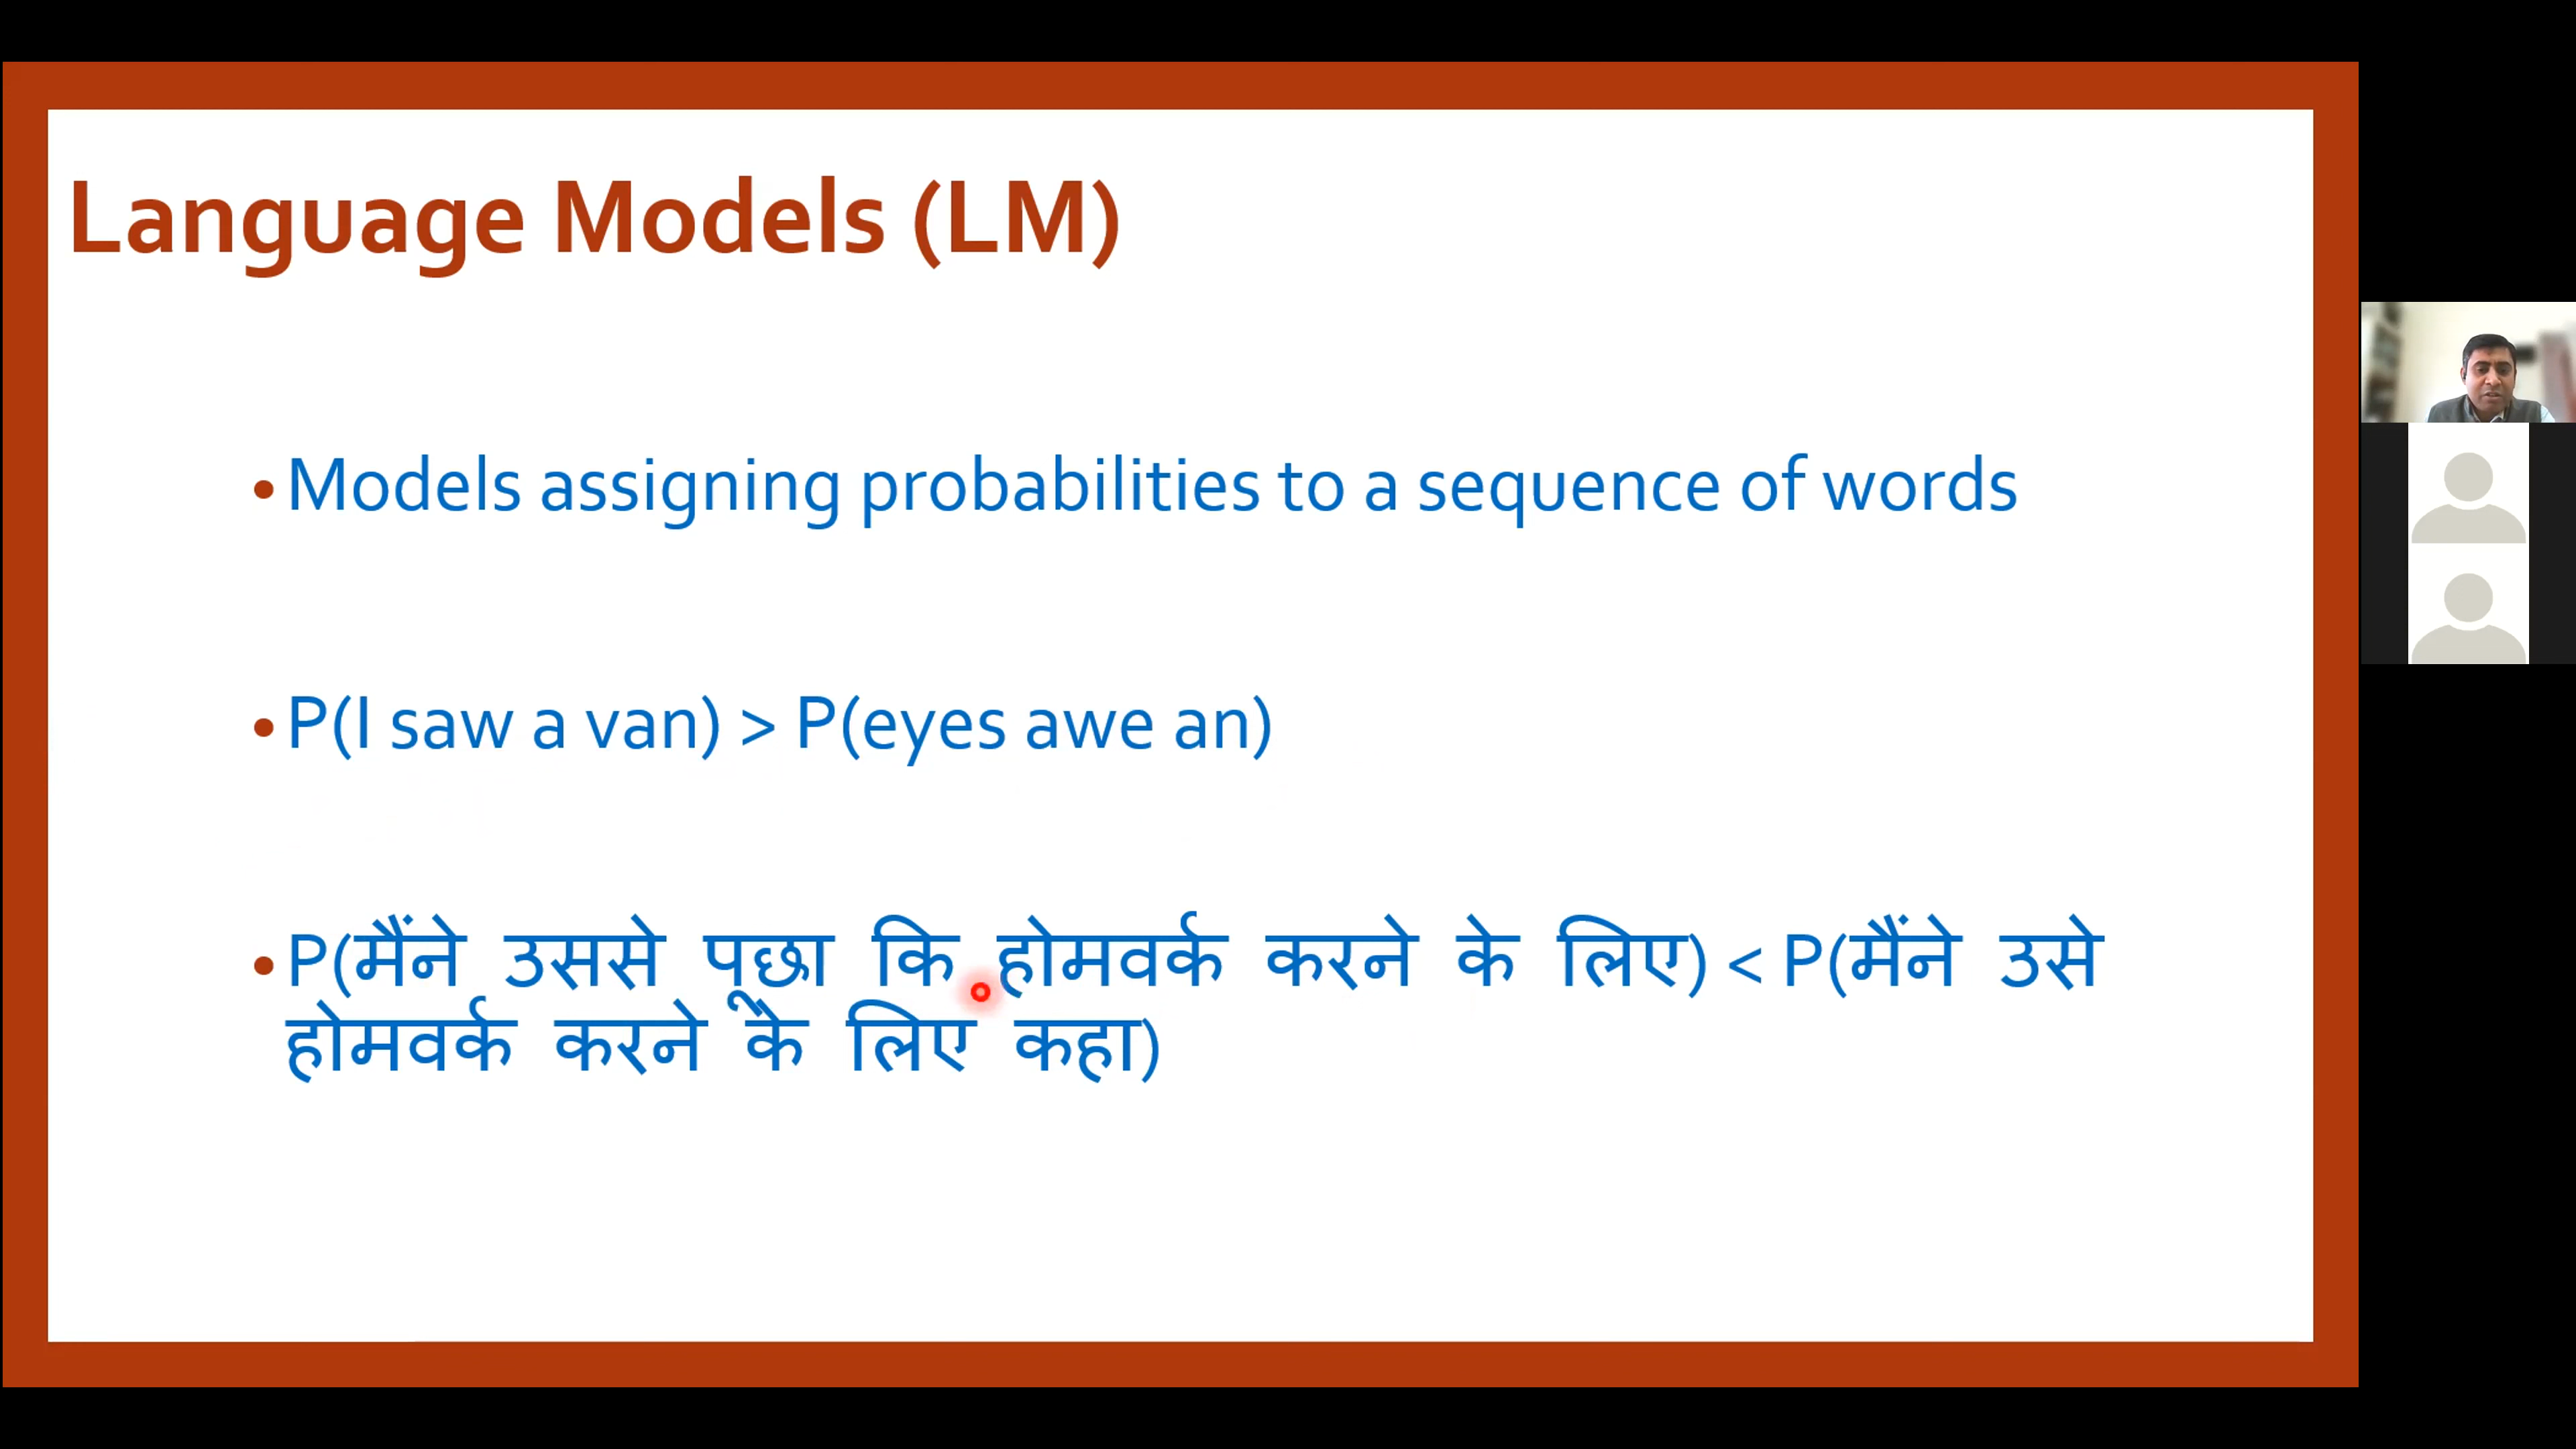 Language Models (LM)
• Models assigning probabilities to a sequence of words
• P(I saw a van) > P(eyes awe an)
• P(मैंने उससे पूछा कि होमवर्क करने के लिए) < P(मैंने उसे
होमवर्क करने के लिए कहा)